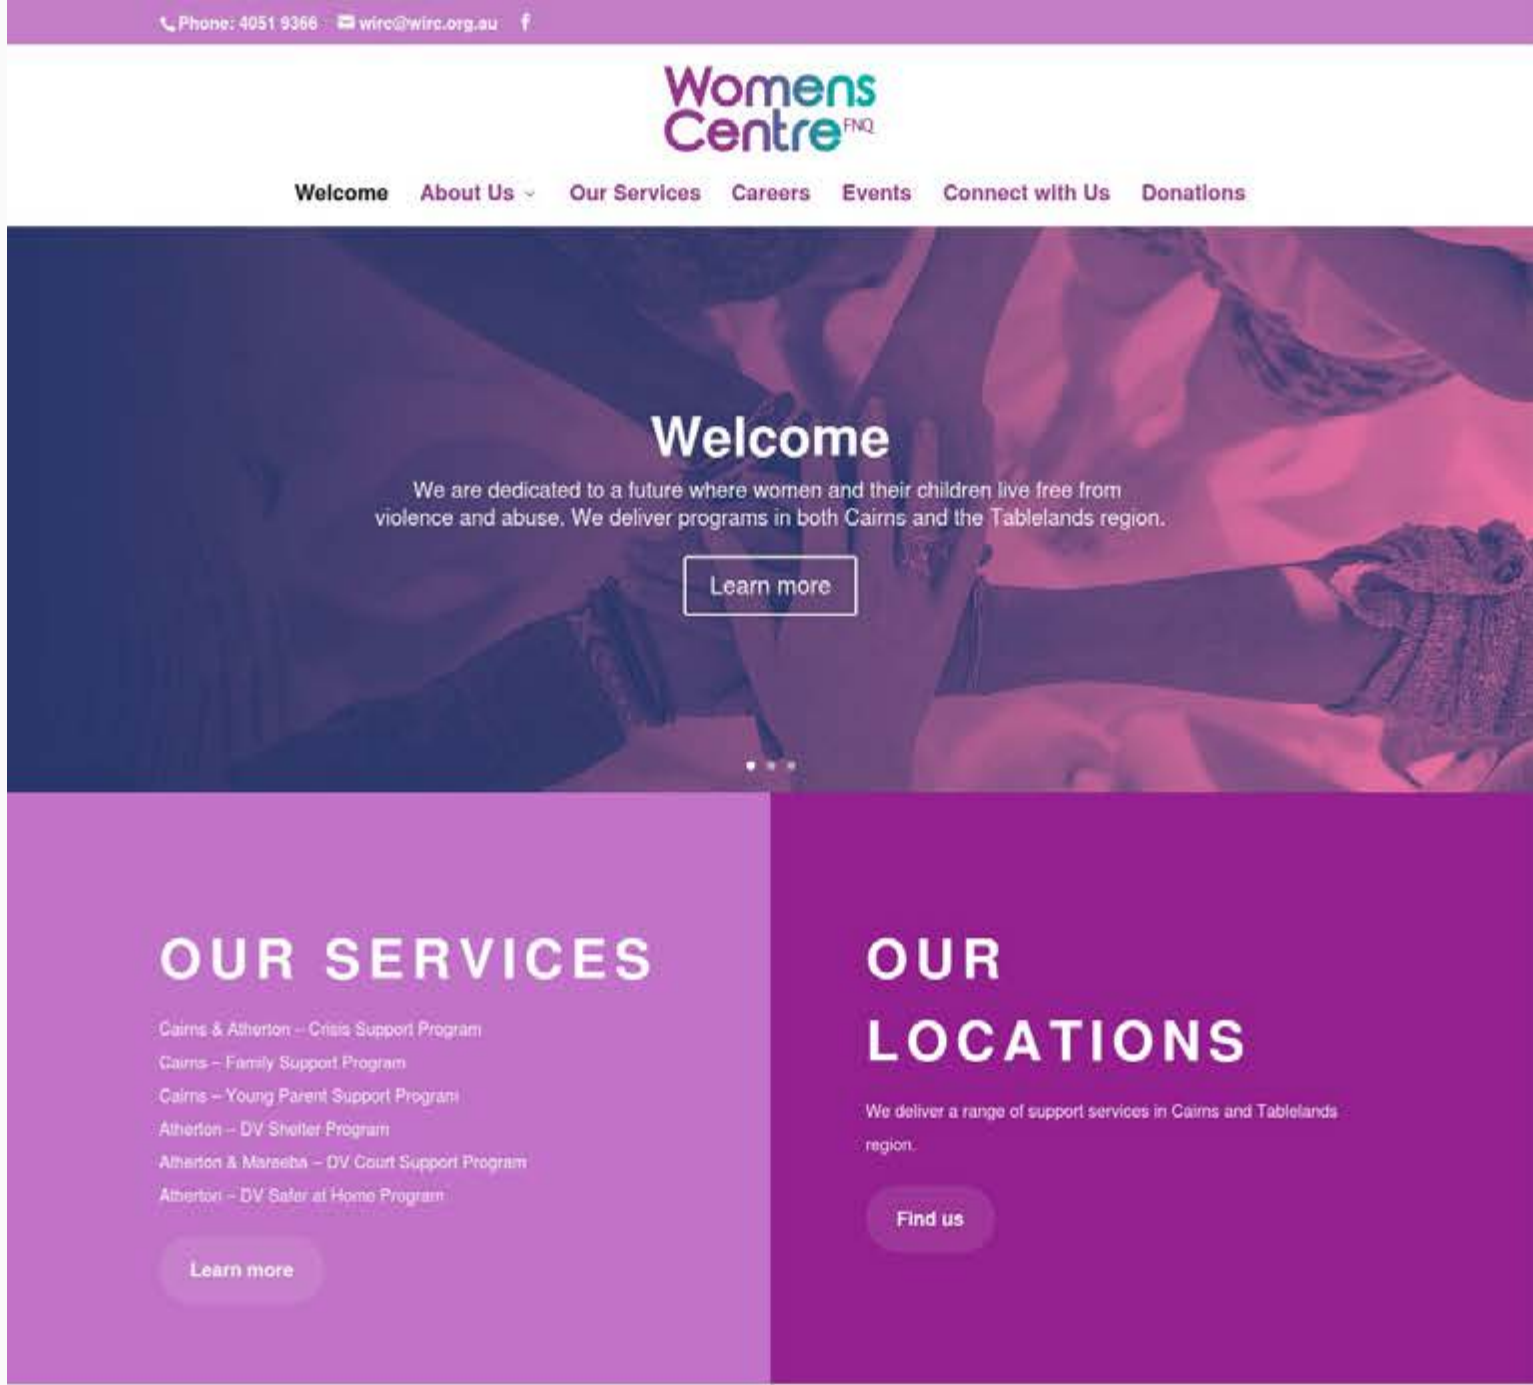 Phone: 4051 9366 wirc@wirc.org.au f
Womens
Centre FNQ
Welcome About Us Our Services Careers Events Connect with Us Donations
Welcome
We are dedicated to a future where women and their children live free from
violence and abuse. We deliver programs in both Cairns and the Tablelands region.
Learn more
OUR SERVICES
Cairns & Atherton – Crisis Support Program
Cairns – Family Support Program
Cairns – Young Parent Support Program
Atherton – DV Shelter Program
Atherton & Mareeba – DV Court Support Program
Atherton – DV Safer at Home Program
Learn more
OUR
LOCATIONS
We deliver a range of support services in Cairns and Tablelands
region.
Find us